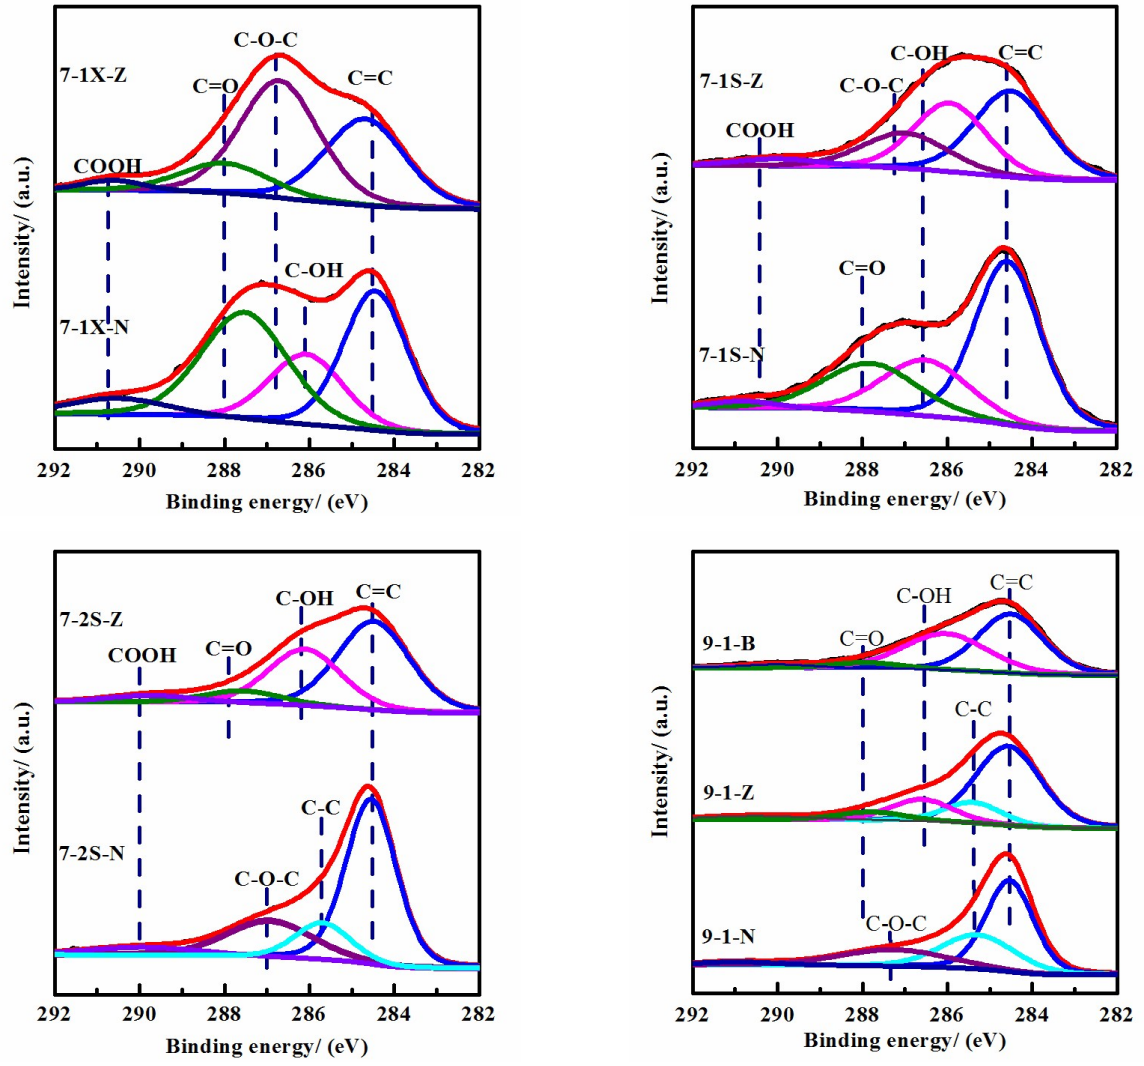 C-O-C
7-1X-Z
C=O
C=C
COOH
C-OH
7-1X-N
Intensity/ (a.u.)
292 290 288 286 284 282
Binding energy/ (eV)
C-OH
C=C
7-1S-Z
C-O-C
COOH
C=O
7-1S-N
Intensity/ (a.u.)
292 290 288 286 284 282
Binding energy/ (eV)
C-OH
C=C
7-2S-Z
COOH
C=O
C-C
7-2S-N
C-O-C
Intensity/ (a.u.)
292 290 288 286 284 282
Binding energy/ (eV)
C=C
C-OH
9-1-B
C=O
C-C
9-1-Z
C-O-C
9-1-N
Intensity/ (a.u.)
292 290 288 286 284 282
Binding energy/ (eV)